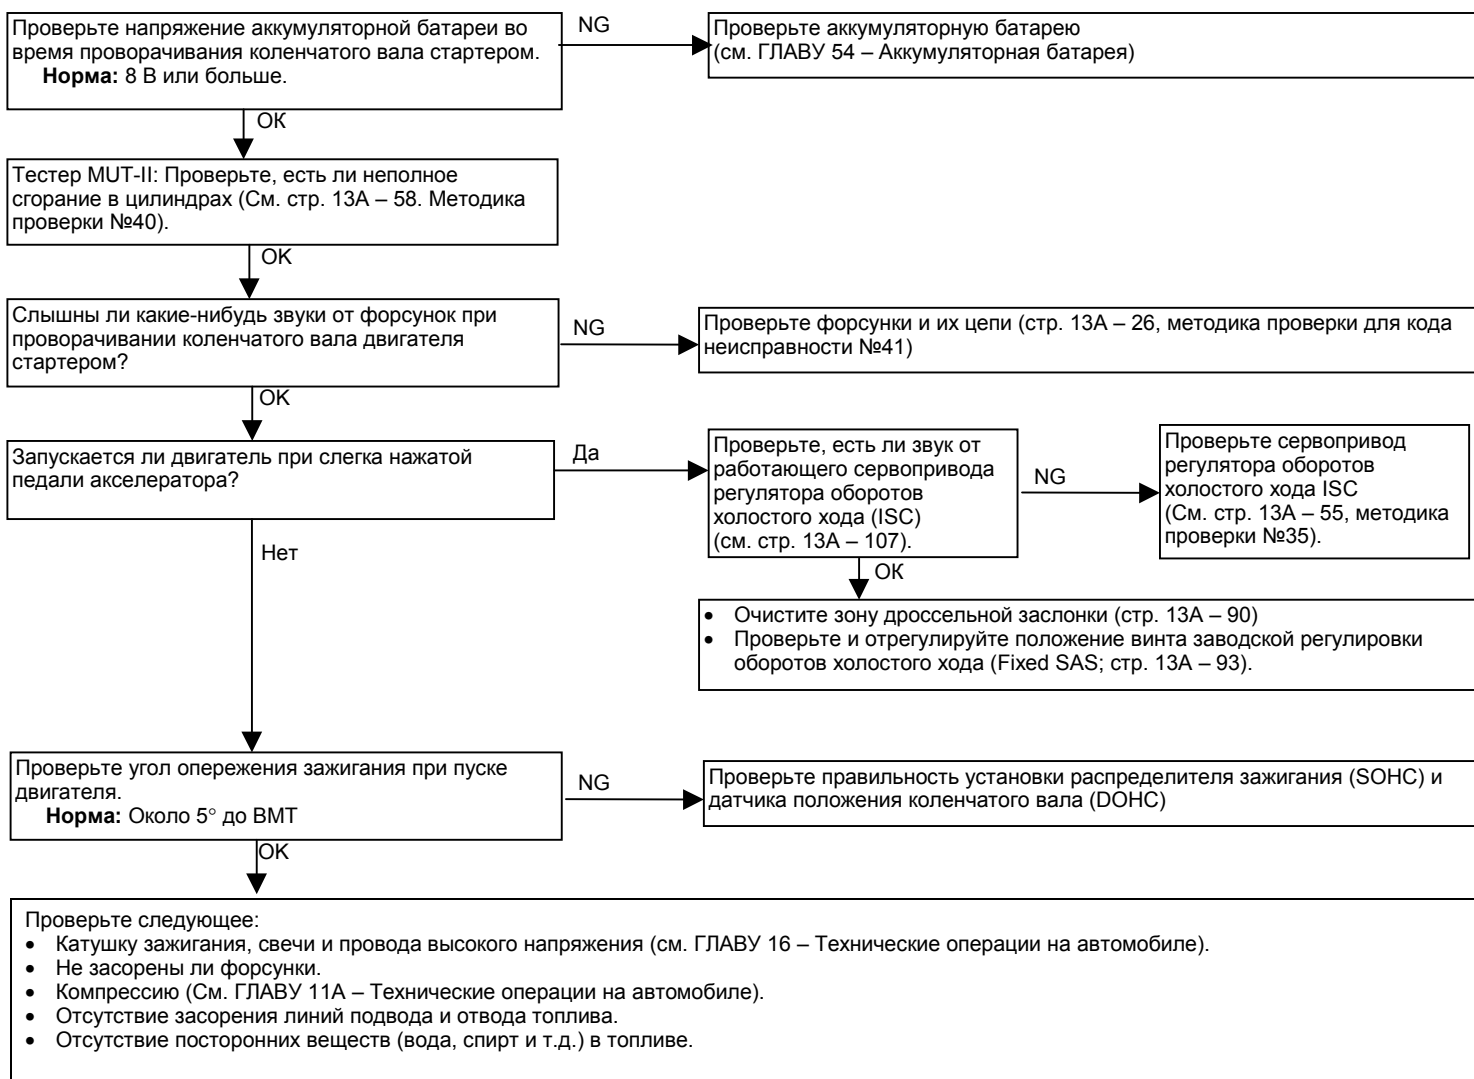 Проверьте напряжение аккумуляторной батареи во
время проворачивания коленчатого вала стартером.
Норма: 8 В или больше.
NG
Проверьте аккумуляторную батарею
(см. ГЛАВУ 54 – Аккумуляторная батарея)
ОК
Тестер MUT-II: Проверьте, есть ли неполное
сгорание в цилиндрах (См. стр. 13А – 58. Методика
проверки №40).
OK
Слышны ли какие-нибудь звуки от форсунок при
проворачивании коленчатого вала двигателя
стартером?
NG
Проверьте форсунки и их цепи (стр. 13А – 26, методика проверки для кода
неисправности №41)
OK
Запускается ли двигатель при слегка нажатой
педали акселератора?
Да
Проверьте, есть ли звук от
работающего сервопривода
регулятора оборотов
холостого хода (ISC)
(см. стр. 13А – 107).
NG
Проверьте сервопривод
регулятора оборотов
холостого хода ISC
(См. стр. 13А – 55, методика
проверки №35).
Нет
ОК
• Очистите зону дроссельной заслонки (стр. 13А – 90)
• Проверьте и отрегулируйте положение винта заводской регулировки
оборотов холостого хода (Fixed SAS; стр. 13А – 93).
Проверьте угол опережения зажигания при пуске
двигателя.
Норма: Около 5° до ВМТ
NG
Проверьте правильность установки распределителя зажигания (SOHC) и
датчика положения коленчатого вала (DOHC)
OK
Проверьте следующее:
• Катушку зажигания, свечи и провода высокого напряжения (см. ГЛАВУ 16 – Технические операции на автомобиле).
• Не засорены ли форсунки.
• Компрессию (См. ГЛАВУ 11А – Технические операции на автомобиле).
• Отсутствие засорения линий подвода и отвода топлива.
• Отсутствие посторонних веществ (вода, спирт и т.д.) в топливе.